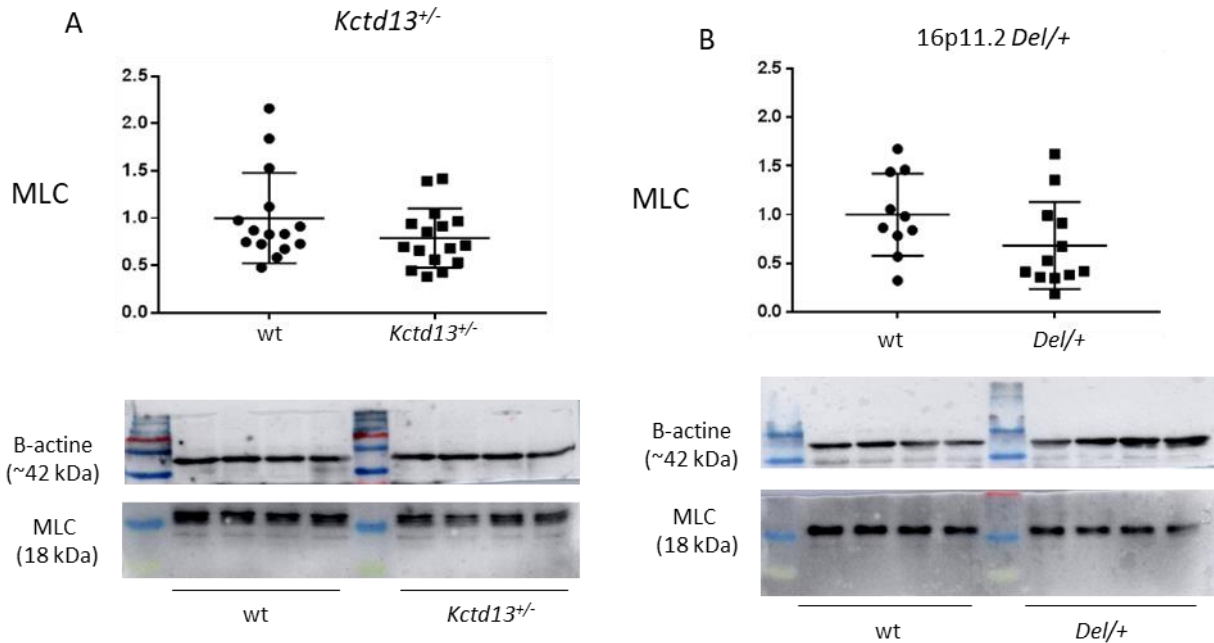 A
Kctd13+/-
2.5
2.0
1.5
MLC
1.0
0.5
0.0
wt
Kctd13+/-
B-actine
(~42 kDa)
MLC
(18 kDa)
wt
Kctd13+/-
B
16p11.2 Del/+
2.5
2.0
1.5
MLC
1.0
0.5
0.0
wt
Del/+
B-actine
(~42 kDa)
MLC
(18 kDa)
wt
Del/+